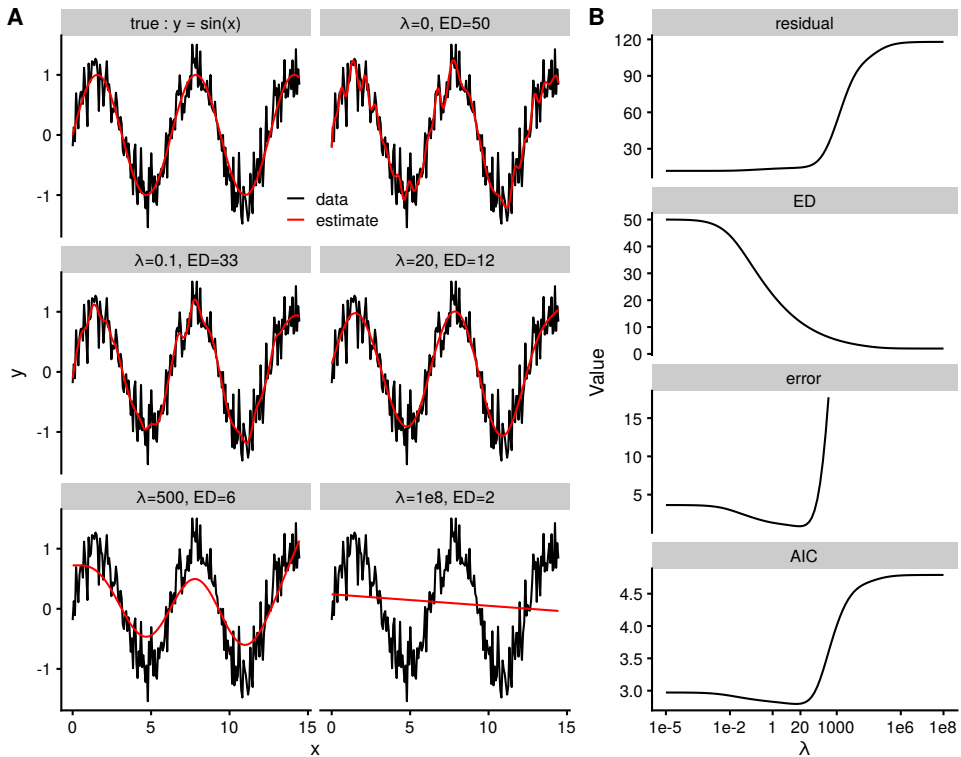 A
true : y = sin(x)
λ=0, ED=50
1
0
-1
data
estimate
λ=0.1, ED=33
λ=20, ED=12
1
0
-1
y
λ=500, ED=6
λ=1e8, ED=2
1
0
-1
0 5 10 15
0 5 10 15
x
B
residual
120
90
60
30
ED
50
40
30
20
10
0
Value
error
15
10
5
AIC
4.5
4.0
3.5
3.0
1e-5 1e-2 1 20 1000 1e6 1e8
λ